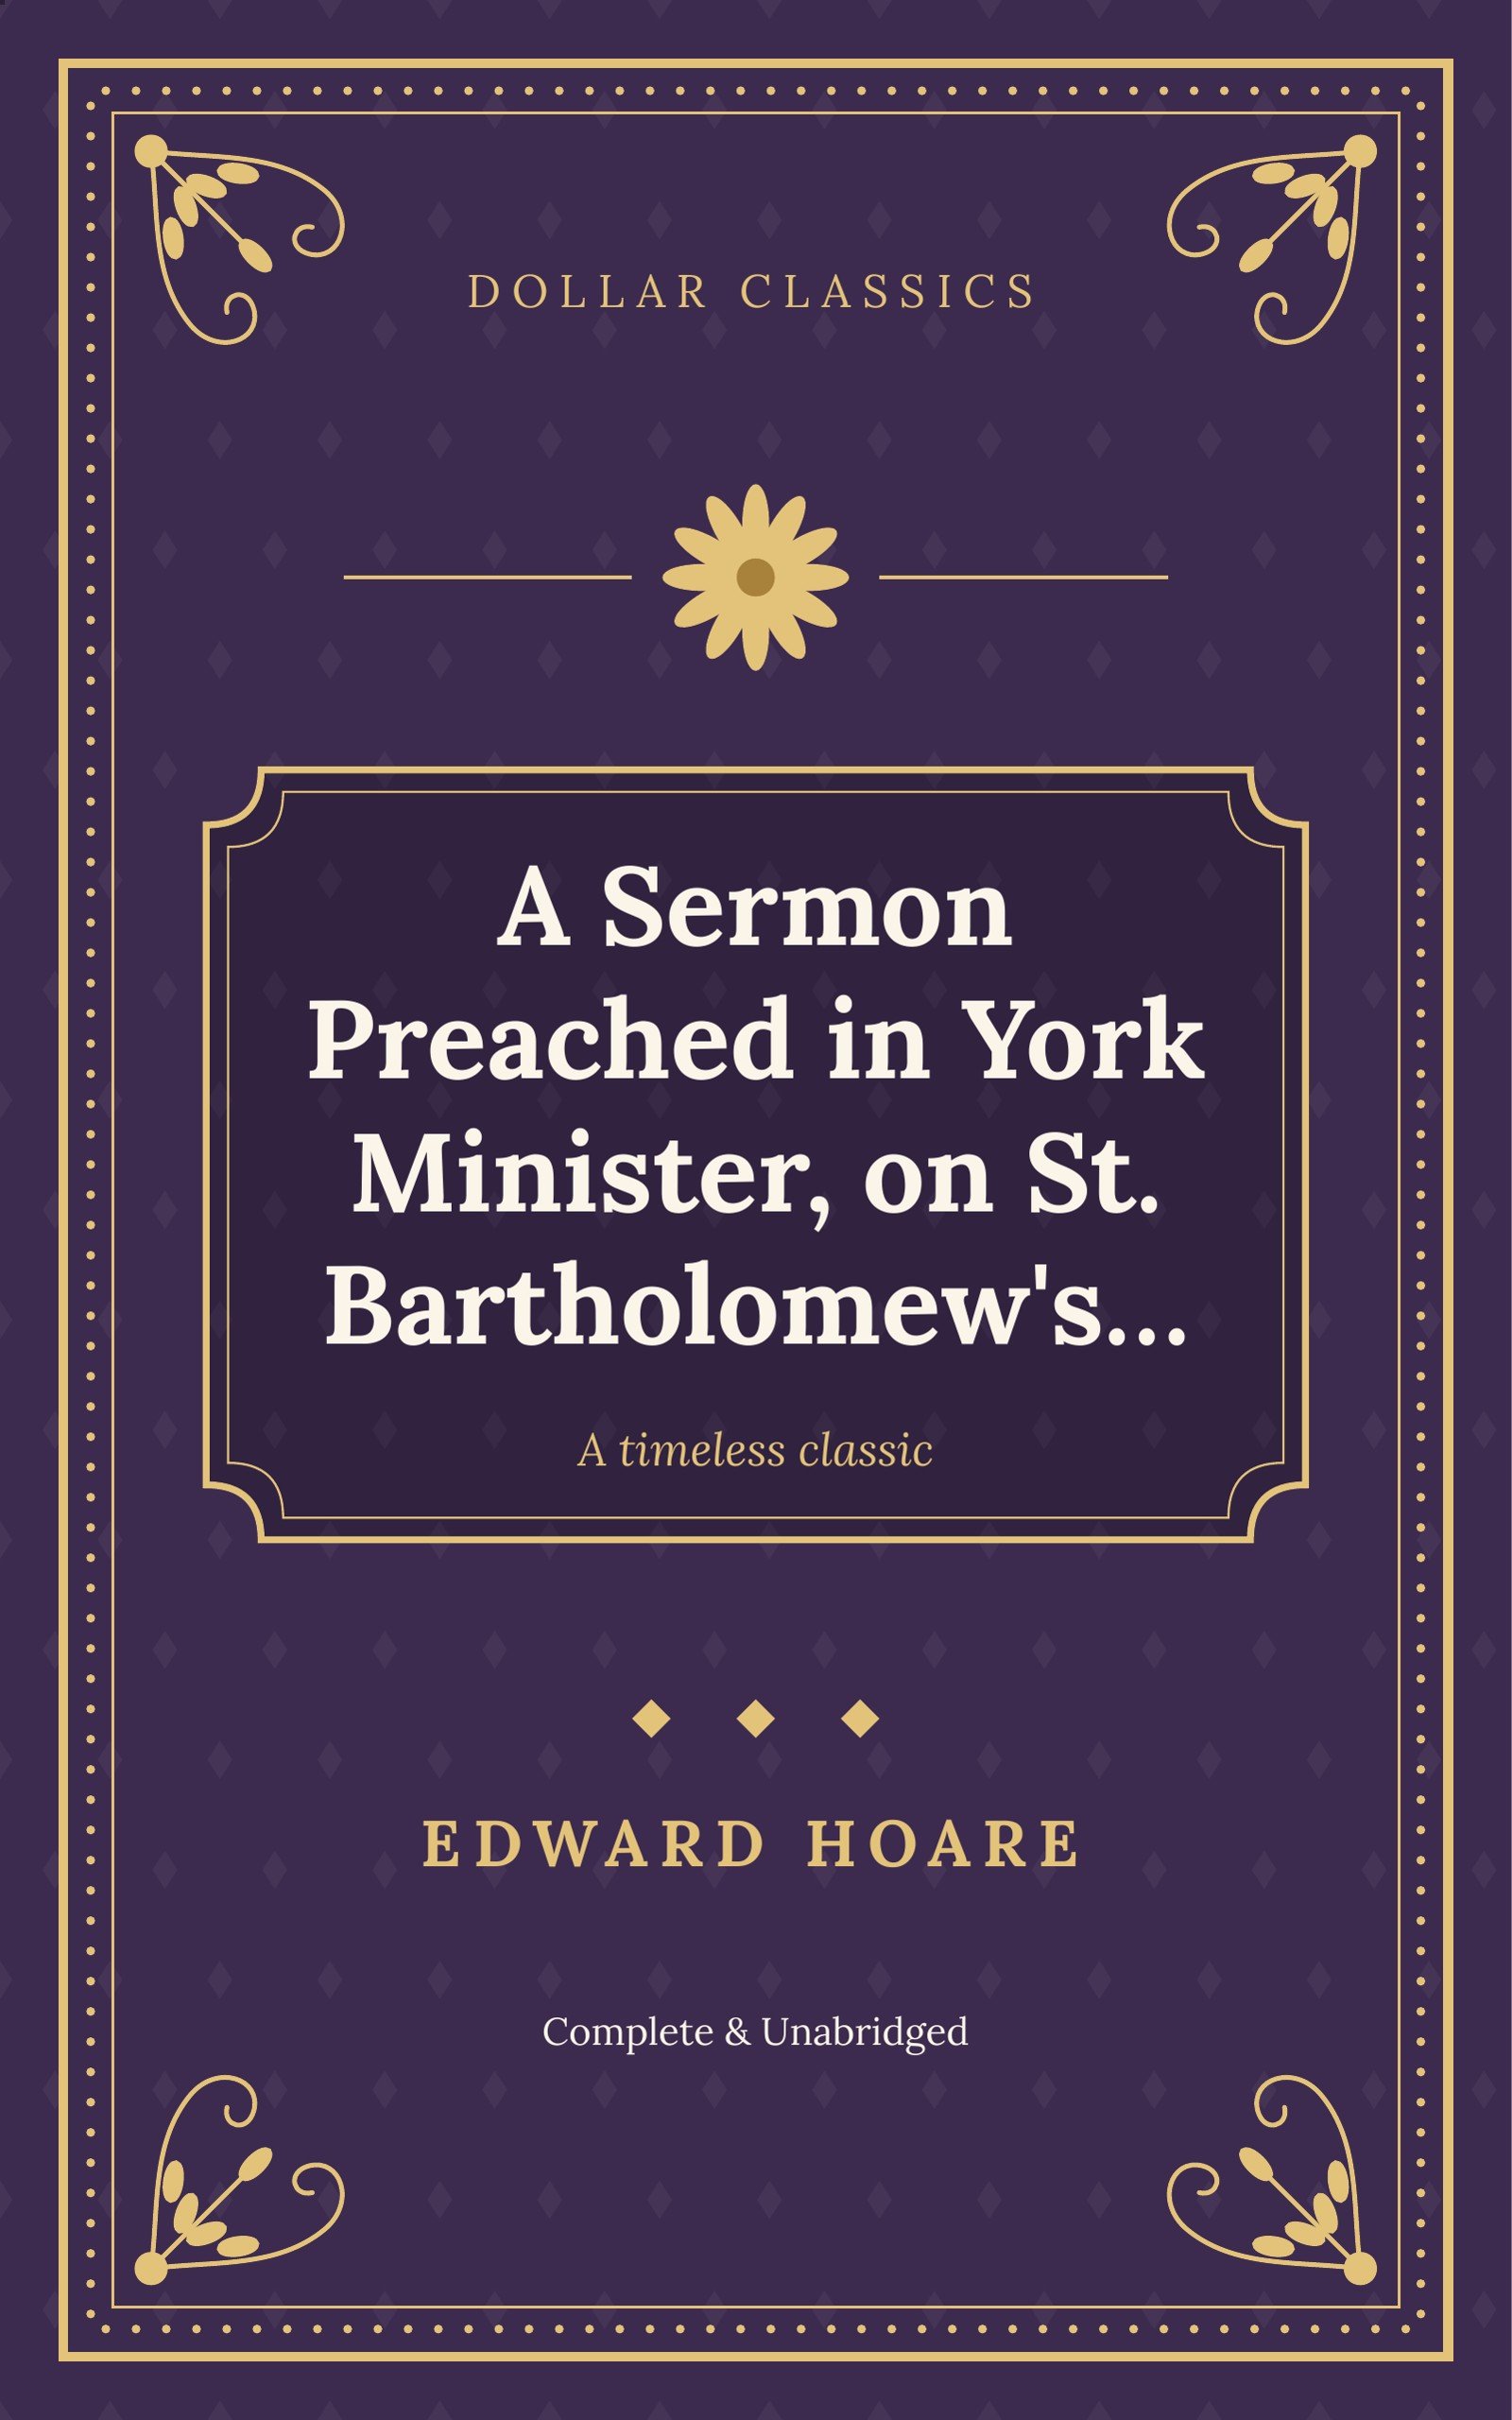 DOLLAR CLASSICS
A Sermon
Preached in York
Minister, on St.
Bartholomew's...
A timeless classic
EDWARD HOARE
Complete & Unabridged